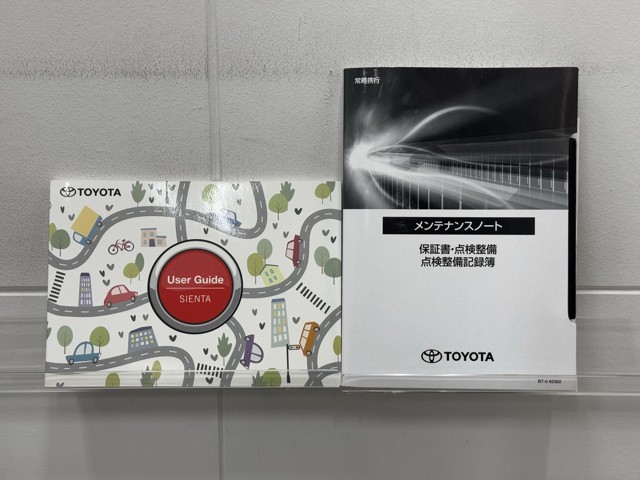 TOYOTA
User Guide
SIENTA
常時携行
メンテナンスノート
保証書・点検整備
点検整備記録簿
TOYOTA